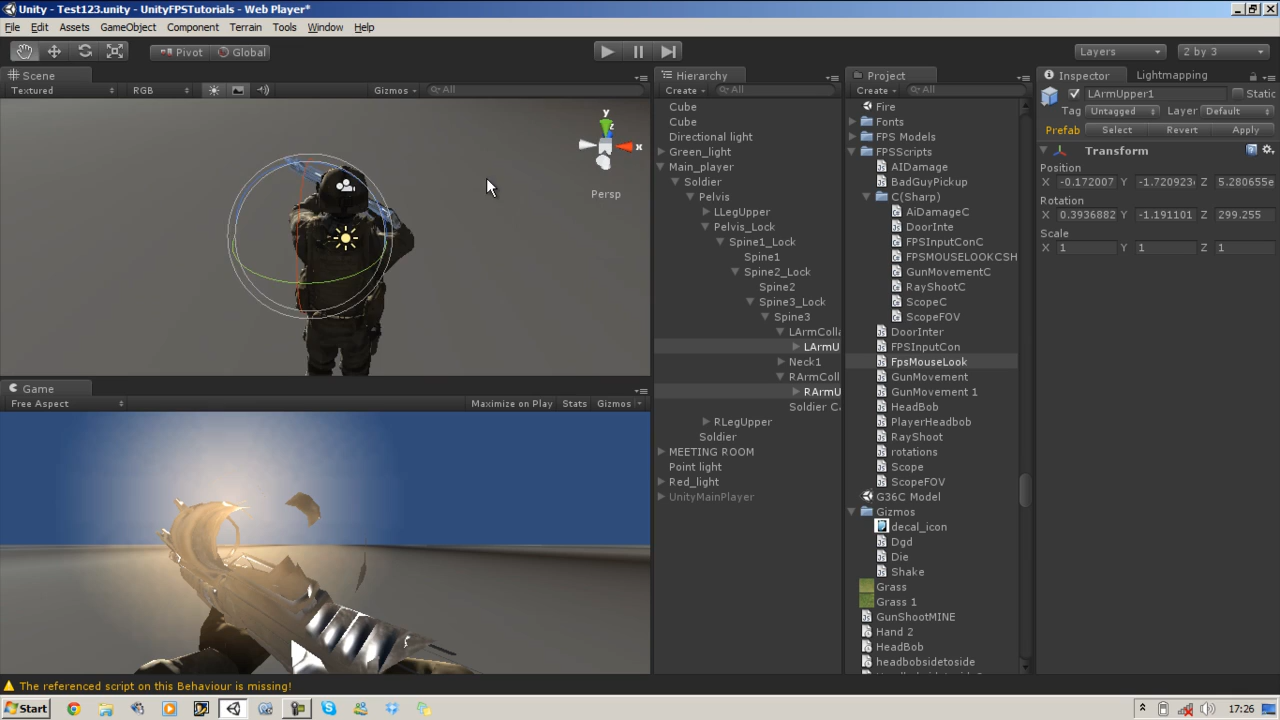 Unity - Test123.unity - UnityFPSTutorials - Web Player*
File Edit Assets GameObject Component Terrain Tools Window Help
Pivot Global Layers 2 by 3
Scene
Textured RGB Gizmos All
y
x
z
Persp
Game
Free Aspect Maximize on Play Stats Gizmos
Hierarchy
Create All
Cube
Cube
Directional light
Green_light
Main_player
Soldier
Pelvis
LLegUpper
Pelvis_Lock
Spine1_Lock
Spine1
Spine2_Lock
Spine2
Spine3_Lock
Spine3
LArmColla
LArmU
Neck1
RArmColl
RArmU
Soldier Ca
RLegUpper
Soldier
MEETING ROOM
Point light
Red_light
UnityMainPlayer
Project
Create All
Fire
Fonts
FPS Models
FPSScripts
AIDamage
BadGuyPickup
C(Sharp)
AiDamageC
DoorInte
FPSInputConC
FPSMOUSELOOKCSH
GunMovementC
RayShootC
ScopeC
ScopeFOV
DoorInter
FPSInputCon
FpsMouseLook
GunMovement
GunMovement 1
HeadBob
PlayerHeadbob
RayShoot
rotations
Scope
ScopeFOV
G36C Model
Gizmos
decal_icon
Dgd
Die
Shake
Grass
Grass 1
GunShootMINE
Hand 2
HeadBob
headbobsidetoside
Inspector Lightmapping
LArmUpper1 Static
Tag Untagged Layer Default
Prefab Select Revert Apply
Transform
Position
X -0.172007 Y -1.720923 Z 5.280655e
Rotation
X 0.3936882 Y -1.191101 Z 299.255
Scale
X 1 Y 1 Z 1
The referenced script on this Behaviour is missing!
Start 17:26